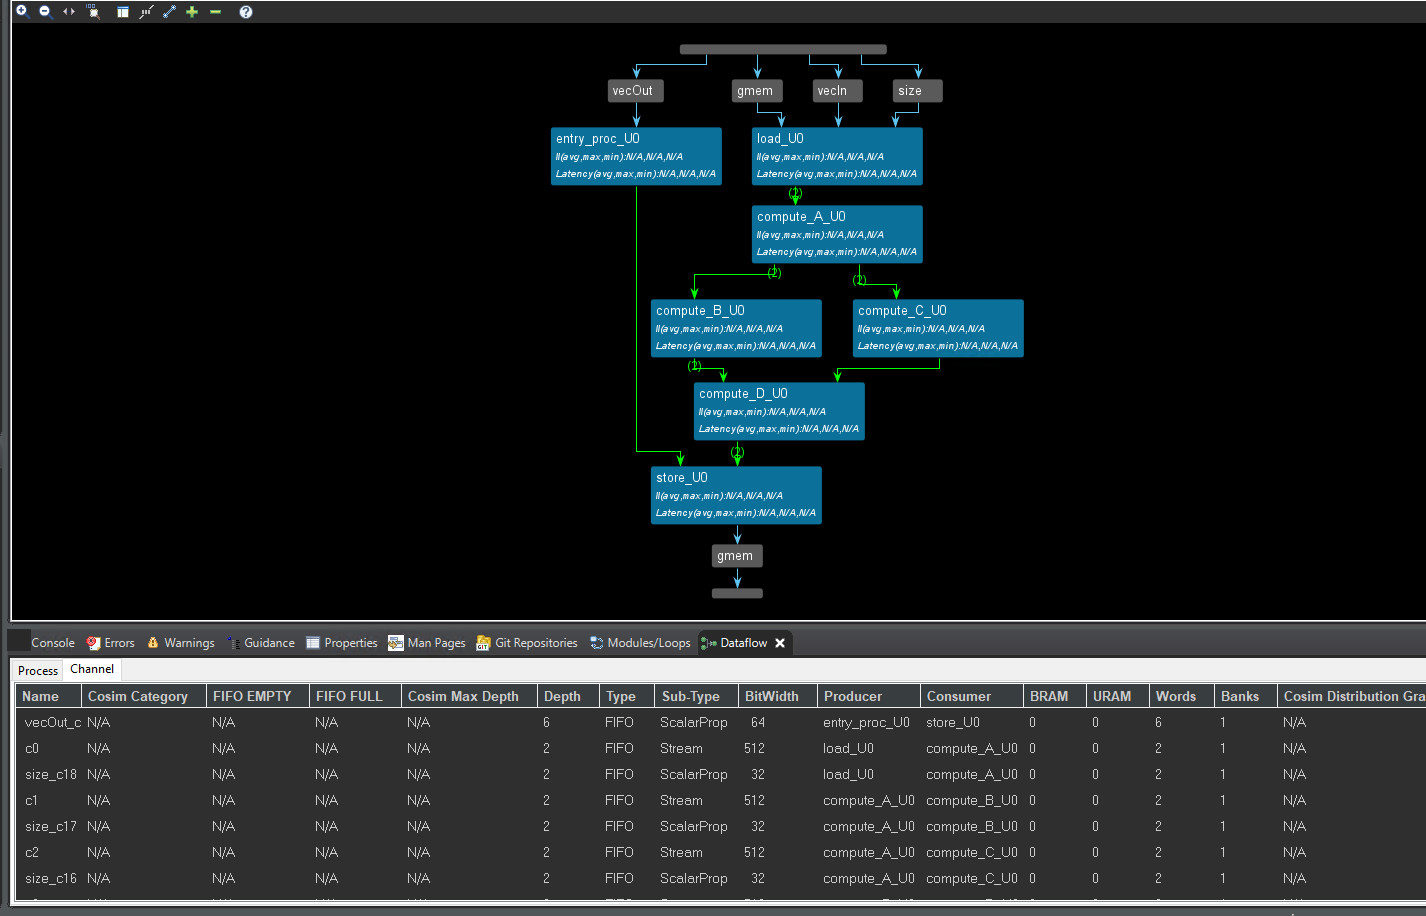 vecOut gmem vecIn size
entry_proc_U0
II(avg,max,min):N/A,N/A,N/A
Latency(avg,max,min):N/A,N/A,N/A
load_U0
II(avg,max,min):N/A,N/A,N/A
Latency(avg,max,min):N/A,N/A,N/A
(2)
compute_A_U0
II(avg,max,min):N/A,N/A,N/A
Latency(avg,max,min):N/A,N/A,N/A
(2) (2)
compute_B_U0
II(avg,max,min):N/A,N/A,N/A
Latency(avg,max,min):N/A,N/A,N/A
compute_C_U0
II(avg,max,min):N/A,N/A,N/A
Latency(avg,max,min):N/A,N/A,N/A
(2)
compute_D_U0
II(avg,max,min):N/A,N/A,N/A
Latency(avg,max,min):N/A,N/A,N/A
(2)
store_U0
II(avg,max,min):N/A,N/A,N/A
Latency(avg,max,min):N/A,N/A,N/A
gmem
Console Errors Warnings Guidance Properties Man Pages Git Repositories Modules/Loops Dataflow
Process Channel
Name Cosim Category FIFO EMPTY FIFO FULL Cosim Max Depth Depth Type Sub-Type BitWidth Producer Consumer BRAM URAM Words Banks Cosim Distribution Gra
vecOut_c N/A N/A N/A N/A 6 FIFO ScalarProp 64 entry_proc_U0 store_U0 0 0 6 1 N/A
c0 N/A N/A N/A N/A 2 FIFO Stream 512 load_U0 compute_A_U0 0 0 2 1 N/A
size_c18 N/A N/A N/A N/A 2 FIFO ScalarProp 32 load_U0 compute_A_U0 0 0 2 1 N/A
c1 N/A N/A N/A N/A 2 FIFO Stream 512 compute_A_U0 compute_B_U0 0 0 2 1 N/A
size_c17 N/A N/A N/A N/A 2 FIFO ScalarProp 32 compute_A_U0 compute_B_U0 0 0 2 1 N/A
c2 N/A N/A N/A N/A 2 FIFO Stream 512 compute_A_U0 compute_C_U0 0 0 2 1 N/A
size_c16 N/A N/A N/A N/A 2 FIFO ScalarProp 32 compute_A_U0 compute_C_U0 0 0 2 1 N/A